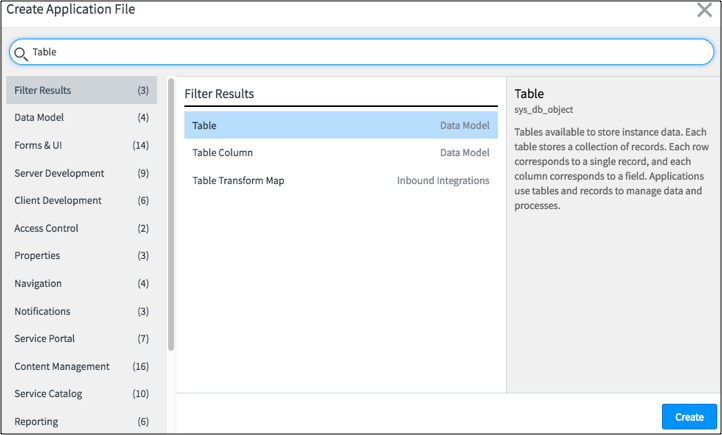 Create Application File
Table
Filter Results (3)
Data Model (4)
Forms & UI (14)
Server Development (9)
Client Development (6)
Access Control (2)
Properties (3)
Navigation (4)
Notifications (3)
Service Portal (7)
Content Management (16)
Service Catalog (10)
Reporting (6)
Filter Results
Table Data Model
Table Column Data Model
Table Transform Map Inbound Integrations
Table
sys_db_object
Tables available to store instance data. Each
table stores a collection of records. Each row
corresponds to a single record, and each
column corresponds to a field. Applications
use tables and records to manage data and
processes.
Create